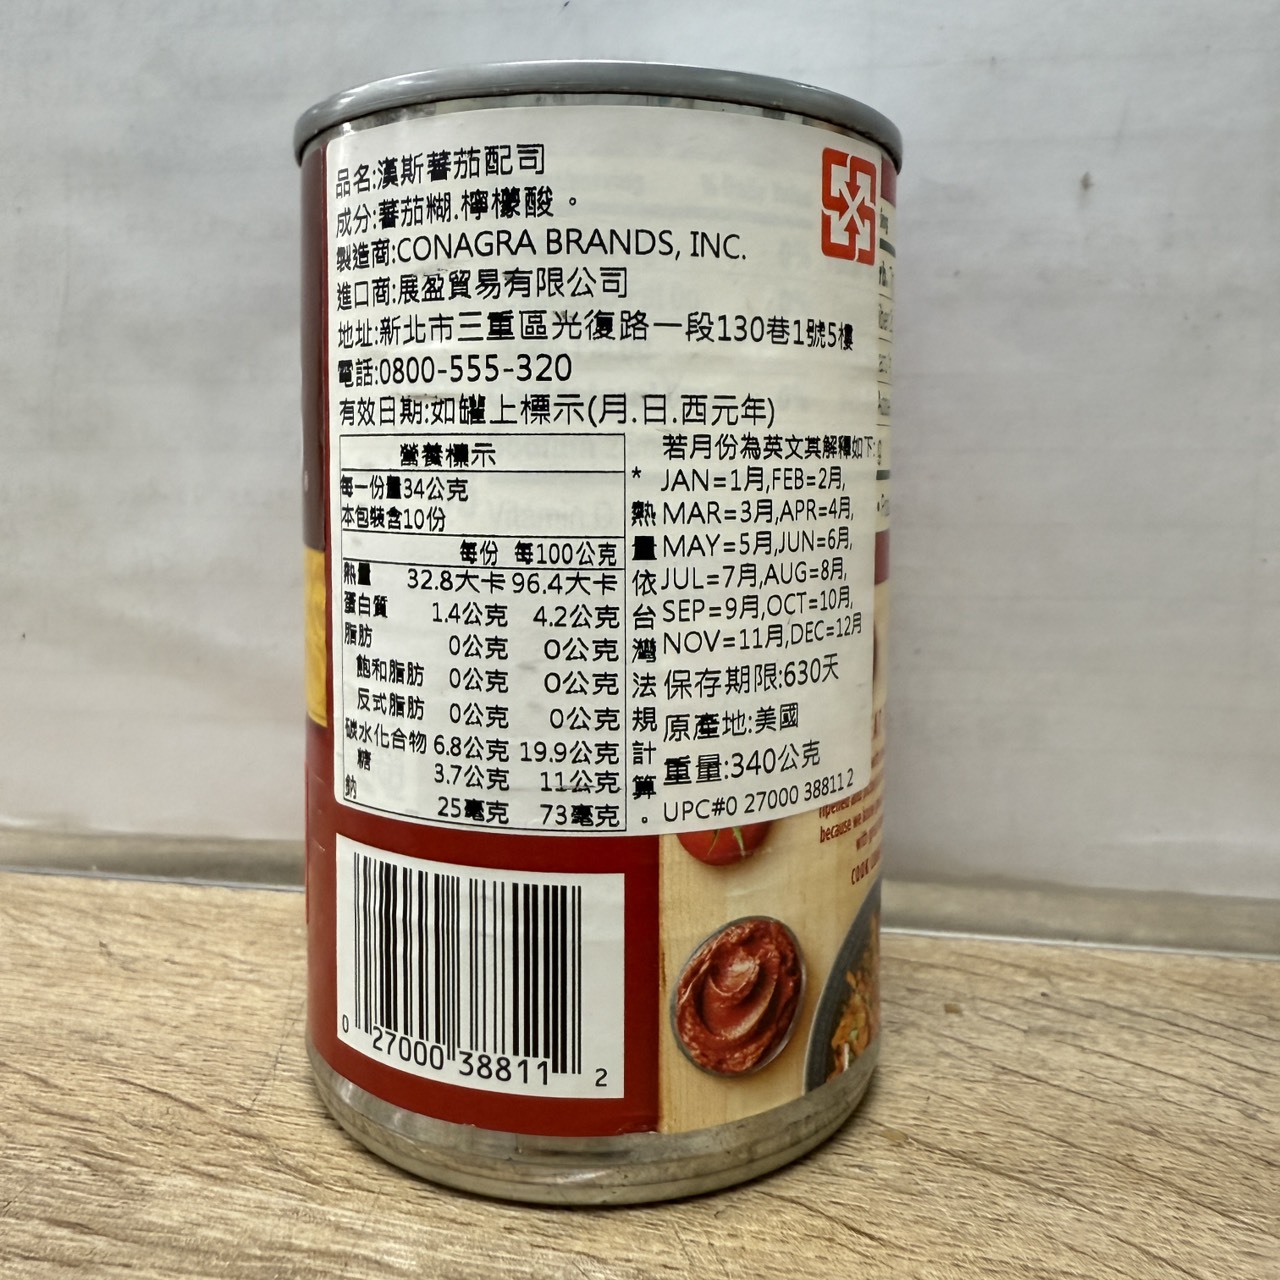 品名:漢斯蕃茄配司
成分:蕃茄糊.檸檬酸。
製造商:CONAGRA BRANDS, INC.
進口商:展盈貿易有限公司
地址:新北市三重區光復路一段130巷1號5樓
電話:0800-555-320
有效日期:如罐上標示(月.日.西元年)
營養標示
每一份量34公克
本包裝含10份
每份 每100公克
熱量 32.8大卡 96.4大卡
蛋白質 1.4公克 4.2公克
脂肪 0公克 0公克
飽和脂肪 0公克 0公克
反式脂肪 0公克 0公克
碳水化合物 6.8公克 19.9公克
糖 3.7公克 11公克
鈉 25毫克 73毫克
*熱量依台灣法規計算。
若月份為英文其解釋如下:
JAN=1月,FEB=2月,
MAR=3月,APR=4月,
MAY=5月,JUN=6月,
JUL=7月,AUG=8月,
SEP=9月,OCT=10月,
NOV=11月,DEC=12月
保存期限:630天
原產地:美國
重量:340公克
UPC#0 27000 38811 2
because we
COOK
0 27000 38811 2